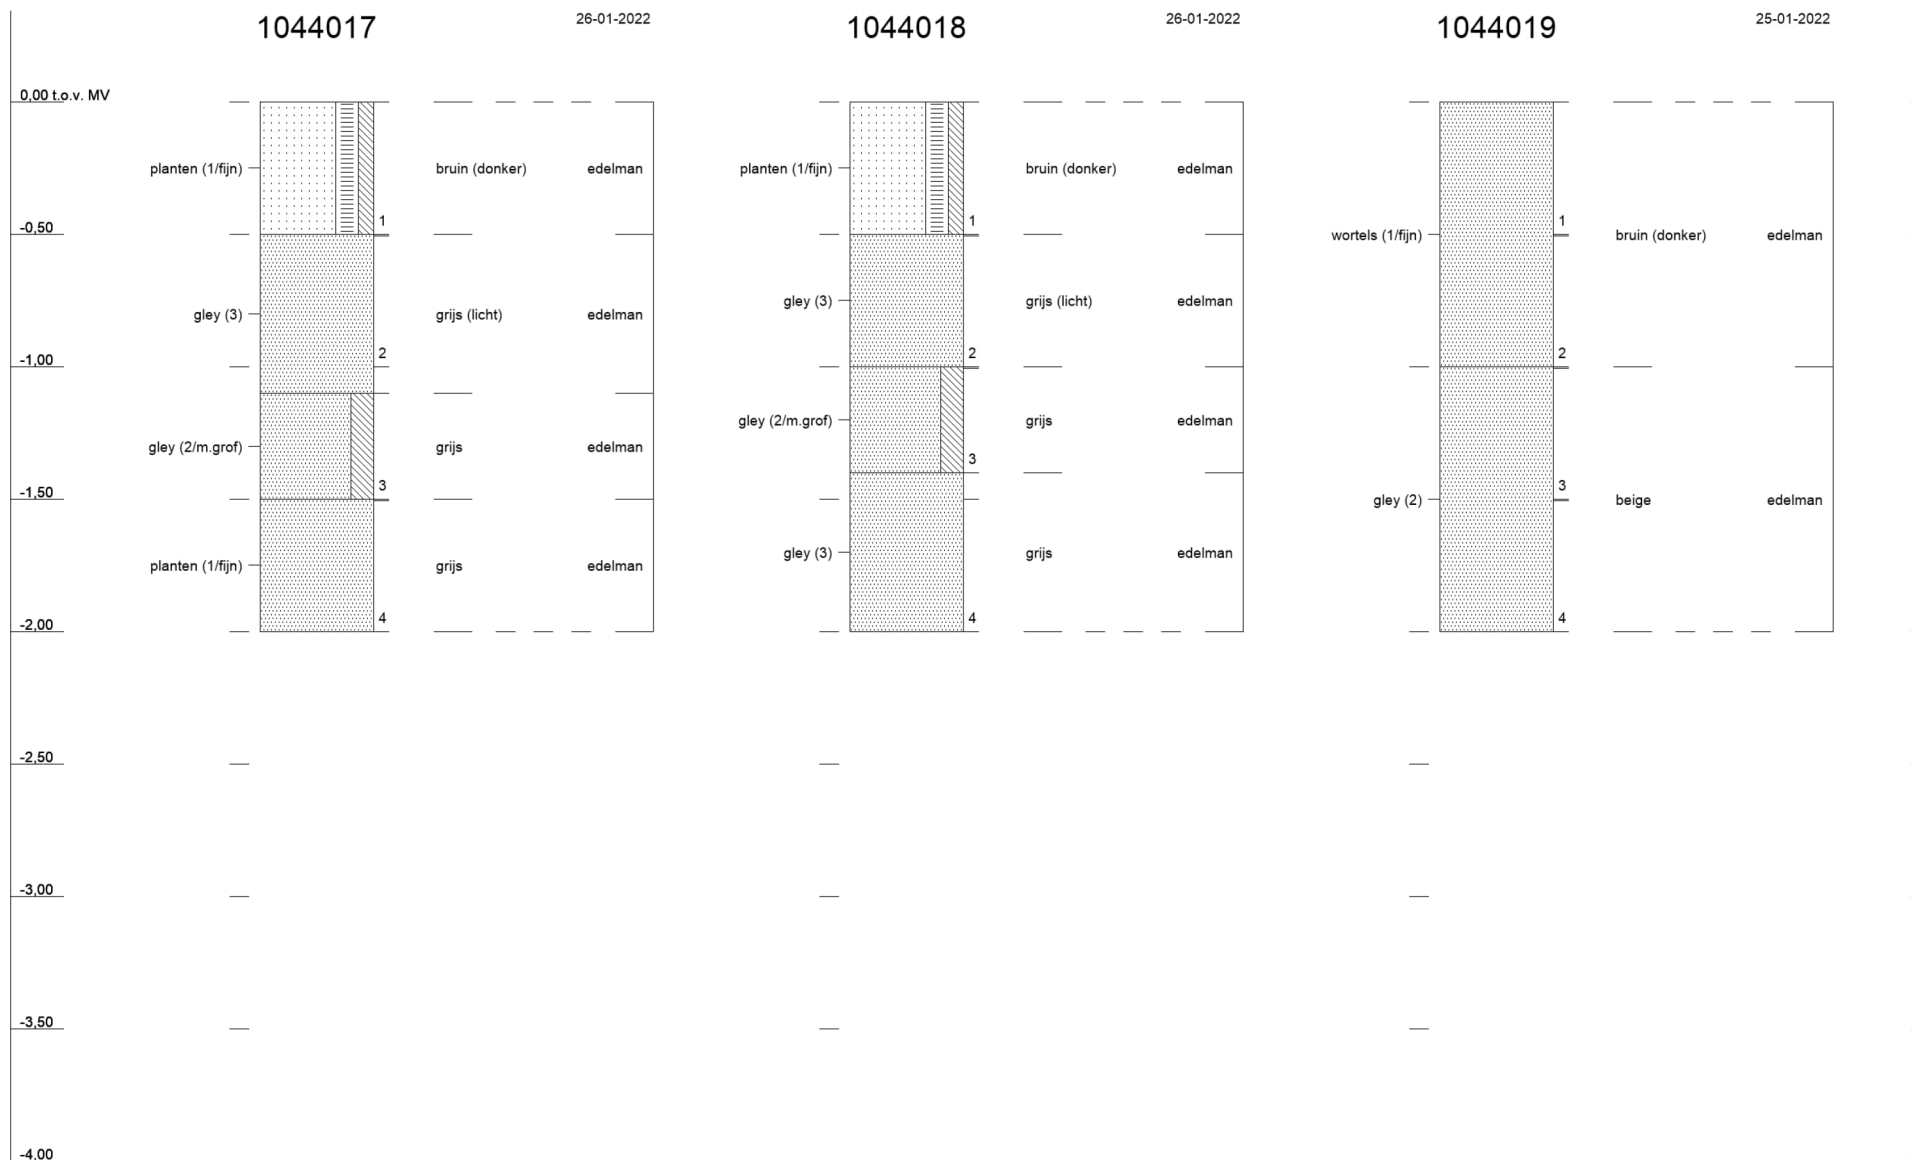 1044017 26-01-2022 1044018 26-01-2022 1044019 25-01-2022
0,00 t.o.v. MV
planten (1/fijn) bruin (donker) edelman planten (1/fijn) bruin (donker) edelman
1 1 1
-0,50
wortels (1/fijn) bruin (donker) edelman
gley (3) grijs (licht) edelman
gley (3) grijs (licht) edelman
2 2 2
-1,00
gley (2/m.grof) grijs edelman
gley (2/m.grof) grijs edelman
3
3 3
-1,50
gley (2) beige edelman
gley (3) grijs edelman
planten (1/fijn) grijs edelman
4 4 4
-2,00
-2,50
-3,00
-3,50
-4,00